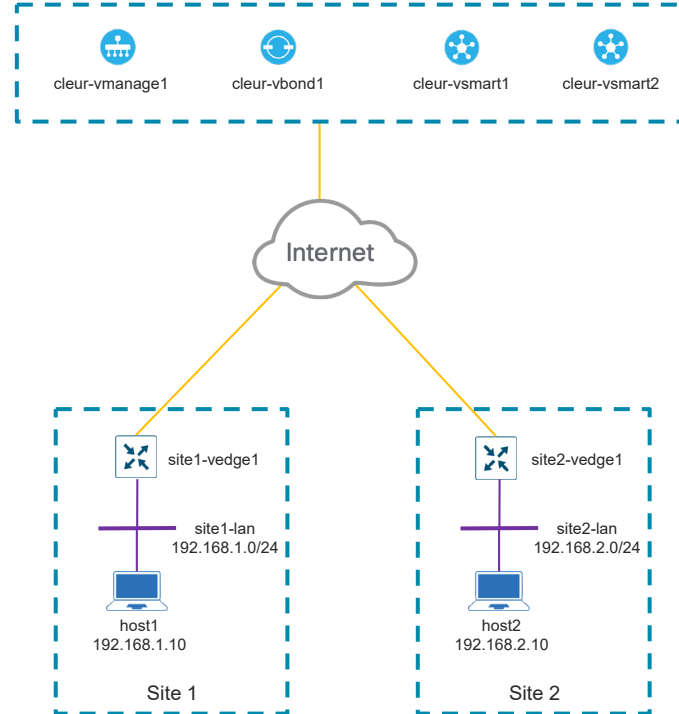 cleur-vmanage1
cleur-vbond1
cleur-vsmart1
cleur-vsmart2
Internet
site1-vedge1
site1-lan
192.168.1.0/24
host1
192.168.1.10
Site 1
site2-vedge1
site2-lan
192.168.2.0/24
host2
192.168.2.10
Site 2